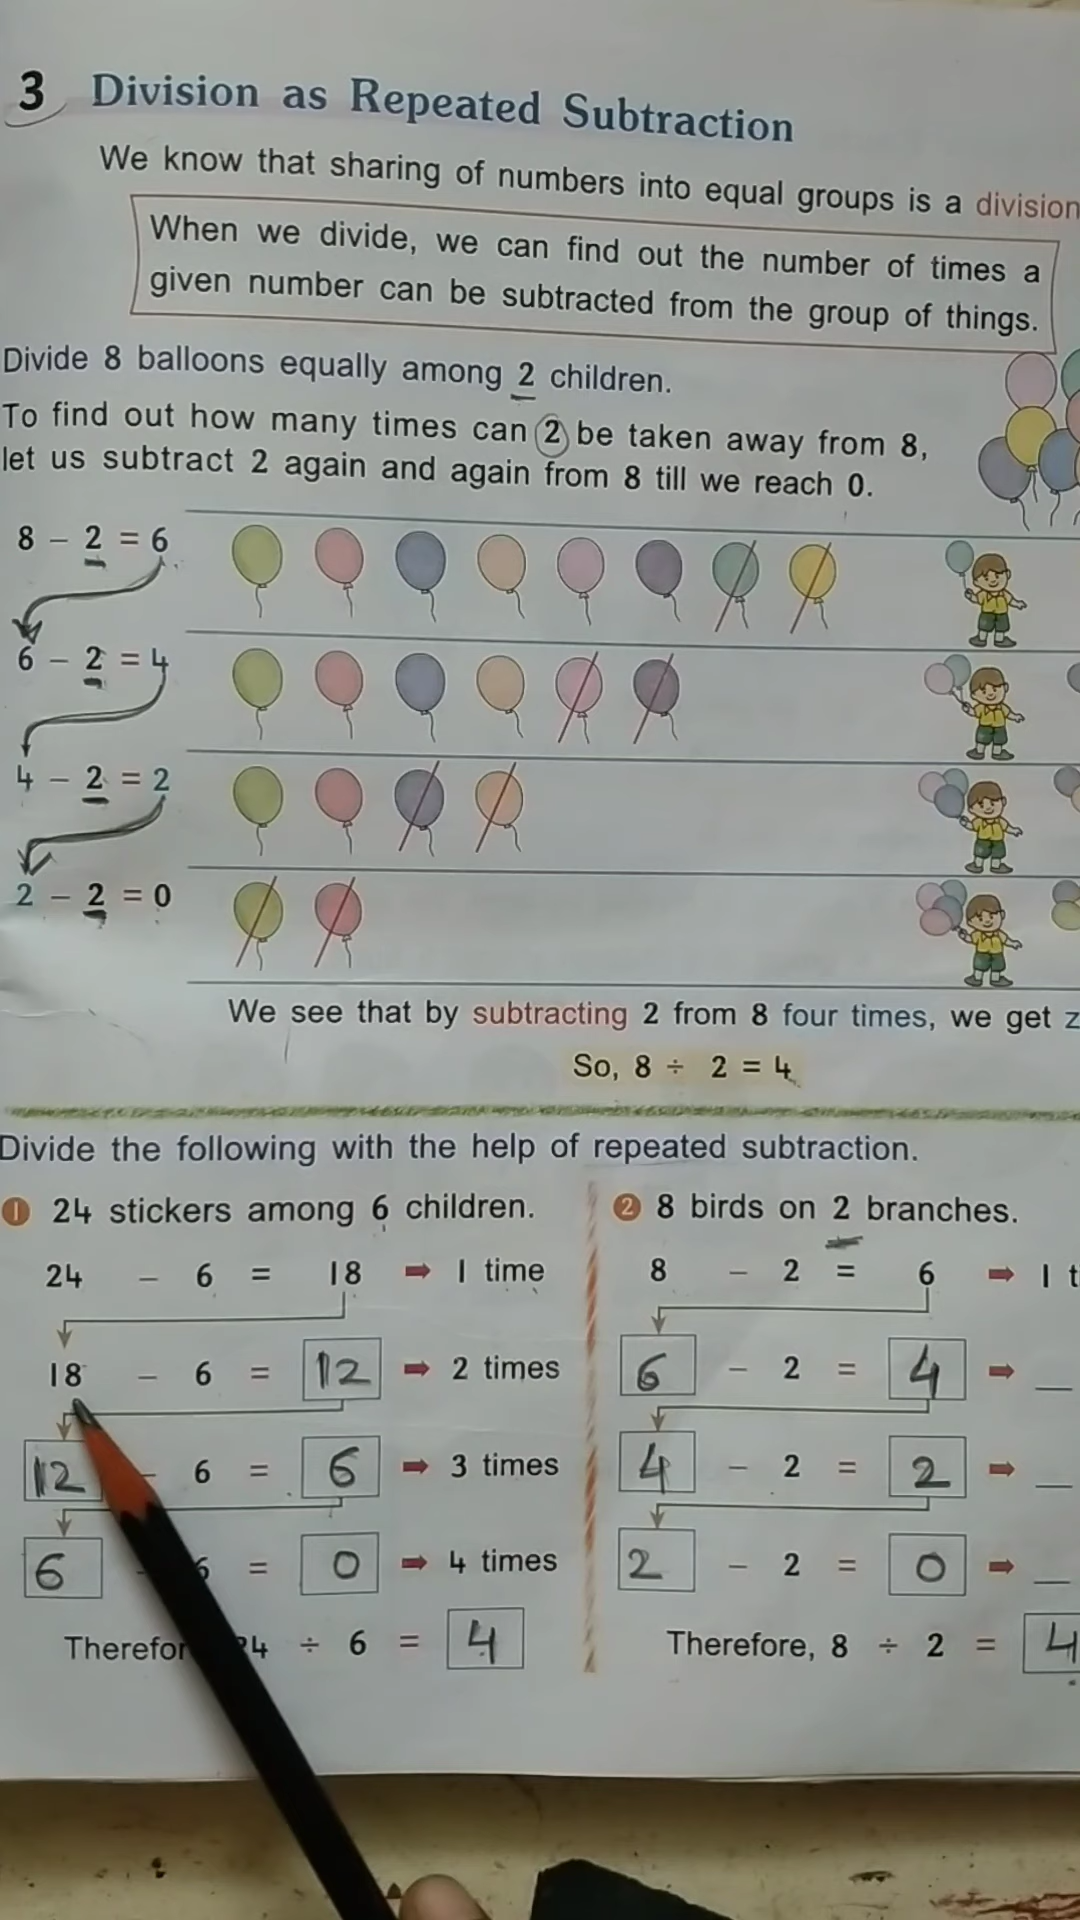 3 Division as Repeated Subtraction
We know that sharing of numbers into equal groups is a division
When we divide, we can find out the number of times a
given number can be subtracted from the group of things.
Divide 8 balloons equally among 2 children.
To find out how many times can 2 be taken away from 8,
let us subtract 2 again and again from 8 till we reach 0.
8 – 2 = 6
6 – 2 = 4
4 – 2 = 2
2 – 2 = 0
We see that by subtracting 2 from 8 four times, we get
So, 8 ÷ 2 = 4
Divide the following with the help of repeated subtraction.
1 24 stickers among 6 children.
24 – 6 = 18 ➡ 1 time
18 – 6 = 12 ➡ 2 times
12 – 6 = 6 ➡ 3 times
6 – 6 = 0 ➡ 4 times
Therefor 24 ÷ 6 = 4
2 8 birds on 2 branches.
8 – 2 = 6 ➡ 1 t
6 – 2 = 4 ➡ __
4 – 2 = 2 ➡ __
2 – 2 = 0 ➡ __
Therefore, 8 ÷ 2 = 4